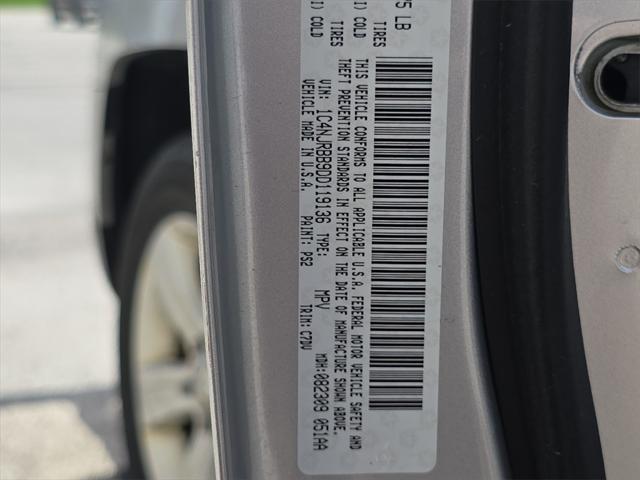 5 LB
TIRES
TIRES
I) COLD
I) COLD
THIS VEHICLE CONFORMS TO ALL APPLICABLE U.S.A. FEDERAL MOTOR VEHICLE SAFETY AND
THEFT PREVENTION STANDARDS IN EFFECT ON THE DATE OF MANUFACTURE SHOWN ABOVE.
VIN: 1C4NJRBB9DD119136 TYPE: MPV MDH:082309 051AA
VEHICLE MADE IN U.S.A. PAINT: PS2 TRIM: C7DV